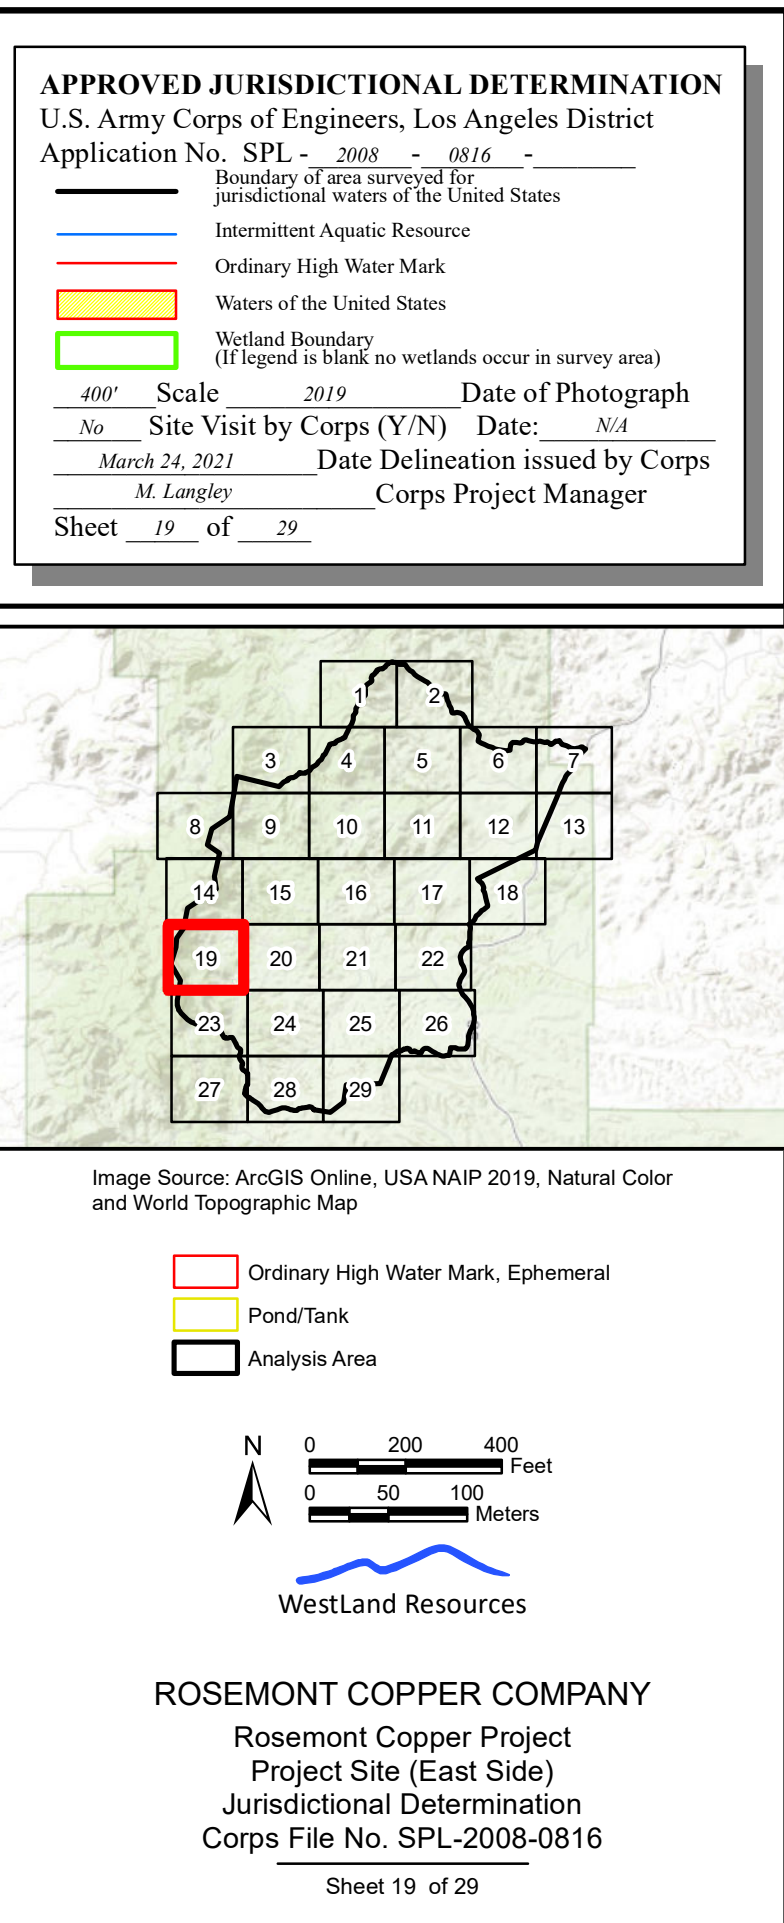 APPROVED JURISDICTIONAL DETERMINATION
U.S. Army Corps of Engineers, Los Angeles District
Application No. SPL - 2008 - 0816 -
Boundary of area surveyed for
jurisdictional waters of the United States
Intermittent Aquatic Resource
Ordinary High Water Mark
Waters of the United States
Wetland Boundary
(If legend is blank no wetlands occur in survey area)
400' Scale 2019 Date of Photograph
No Site Visit by Corps (Y/N) Date: N/A
March 24, 2021 Date Delineation issued by Corps
M. Langley Corps Project Manager
Sheet 19 of 29
1 2
3 4 5 6 7
8 9 10 11 12 13
14 15 16 17 18
19 20 21 22
23 24 25 26
27 28 29
Image Source: ArcGIS Online, USA NAIP 2019, Natural Color
and World Topographic Map
Ordinary High Water Mark, Ephemeral
Pond/Tank
Analysis Area
N
0 200 400
Feet
0 50 100
Meters
WestLand Resources
ROSEMONT COPPER COMPANY
Rosemont Copper Project
Project Site (East Side)
Jurisdictional Determination
Corps File No. SPL-2008-0816
Sheet 19 of 29